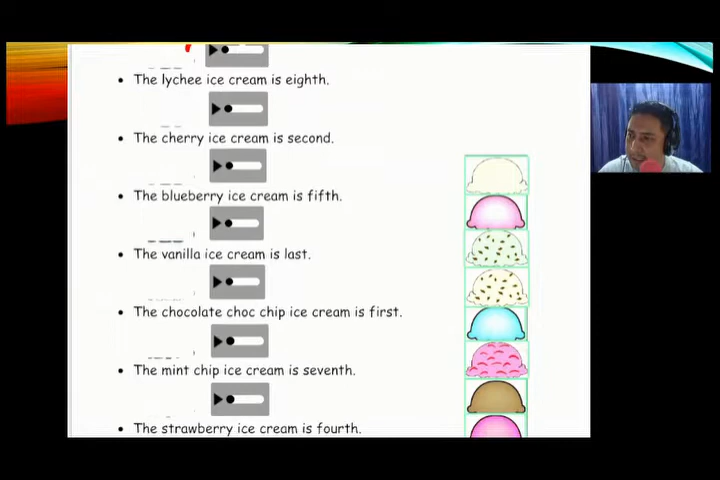 The lychee ice cream is eighth.
The cherry ice cream is second.
The blueberry ice cream is fifth.
The vanilla ice cream is last.
The chocolate choc chip ice cream is first.
The mint chip ice cream is seventh.
The strawberry ice cream is fourth.